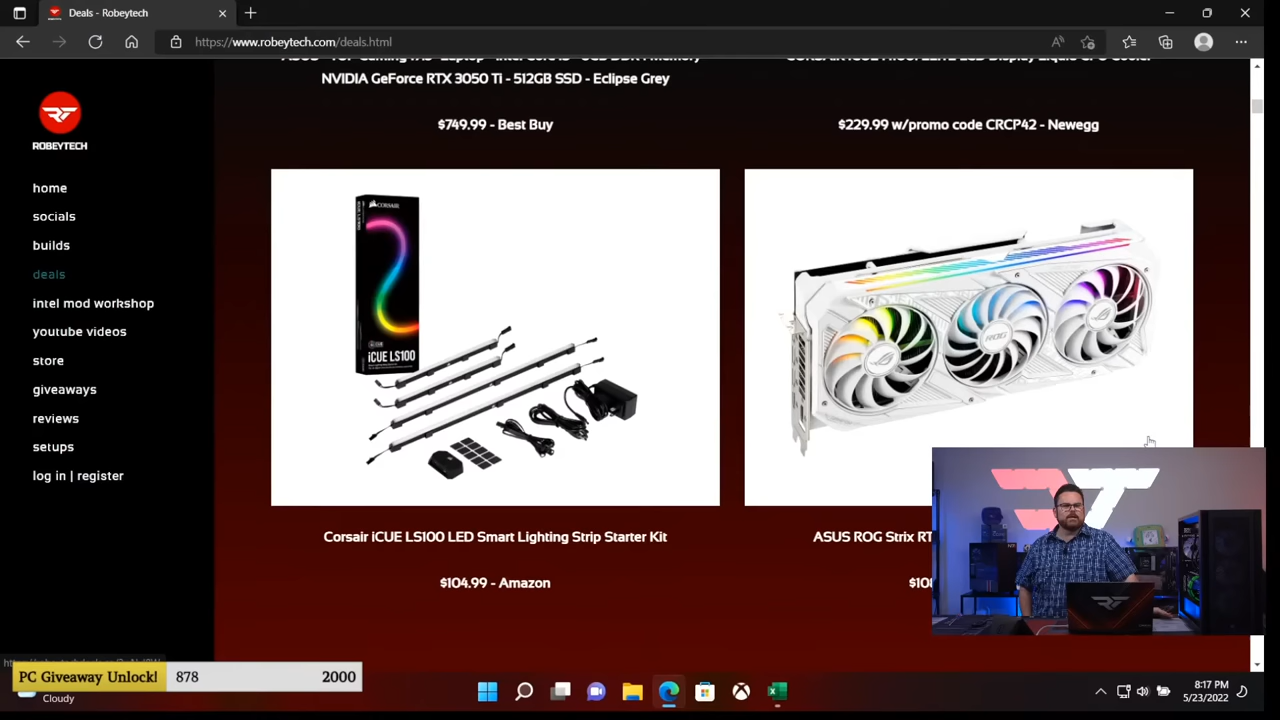 Deals - Robeytech
https://www.robeytech.com/deals.html
ROBEYTECH
home
socials
builds
deals
intel mod workshop
youtube videos
store
giveaways
reviews
setups
log in | register
NVIDIA GeForce RTX 3050 Ti - 512GB SSD - Eclipse Grey
$749.99 - Best Buy
$229.99 w/promo code CRCP42 - Newegg
CORSAIR
iCUE LS100
ROG
Corsair iCUE LS100 LED Smart Lighting Strip Starter Kit
$104.99 - Amazon
ASUS ROG Strix
PC Giveaway Unlock! 878 2000
Cloudy
8:17 PM
5/23/2022